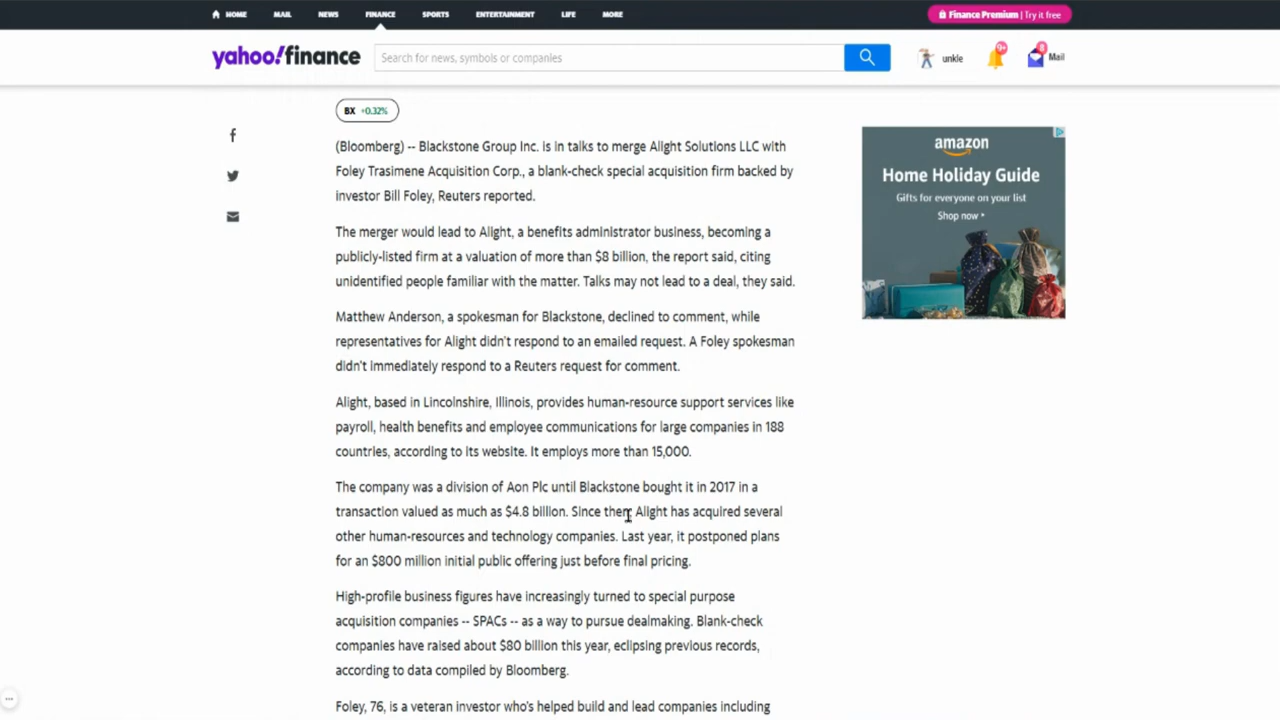 HOME MAIL NEWS FINANCE SPORTS ENTERTAINMENT LIFE MORE Finance Premium | Try it free
yahoo!finance Search for news, symbols or companies unkle 9+ 8 Mail
BX +0.32%
(Bloomberg) -- Blackstone Group Inc. is in talks to merge Alight Solutions LLC with
Foley Trasimene Acquisition Corp., a blank-check special acquisition firm backed by
investor Bill Foley, Reuters reported.
The merger would lead to Alight, a benefits administrator business, becoming a
publicly-listed firm at a valuation of more than $8 billion, the report said, citing
unidentified people familiar with the matter. Talks may not lead to a deal, they said.
Matthew Anderson, a spokesman for Blackstone, declined to comment, while
representatives for Alight didn't respond to an emailed request. A Foley spokesman
didn't immediately respond to a Reuters request for comment.
Alight, based in Lincolnshire, Illinois, provides human-resource support services like
payroll, health benefits and employee communications for large companies in 188
countries, according to its website. It employs more than 15,000.
The company was a division of Aon Plc until Blackstone bought it in 2017 in a
transaction valued as much as $4.8 billion. Since then, Alight has acquired several
other human-resources and technology companies. Last year, it postponed plans
for an $800 million initial public offering just before final pricing.
High-profile business figures have increasingly turned to special purpose
acquisition companies -- SPACs -- as a way to pursue dealmaking. Blank-check
companies have raised about $80 billion this year, eclipsing previous records,
according to data compiled by Bloomberg.
Foley, 76, is a veteran investor who's helped build and lead companies including
amazon
Home Holiday Guide
Gifts for everyone on your list
Shop now